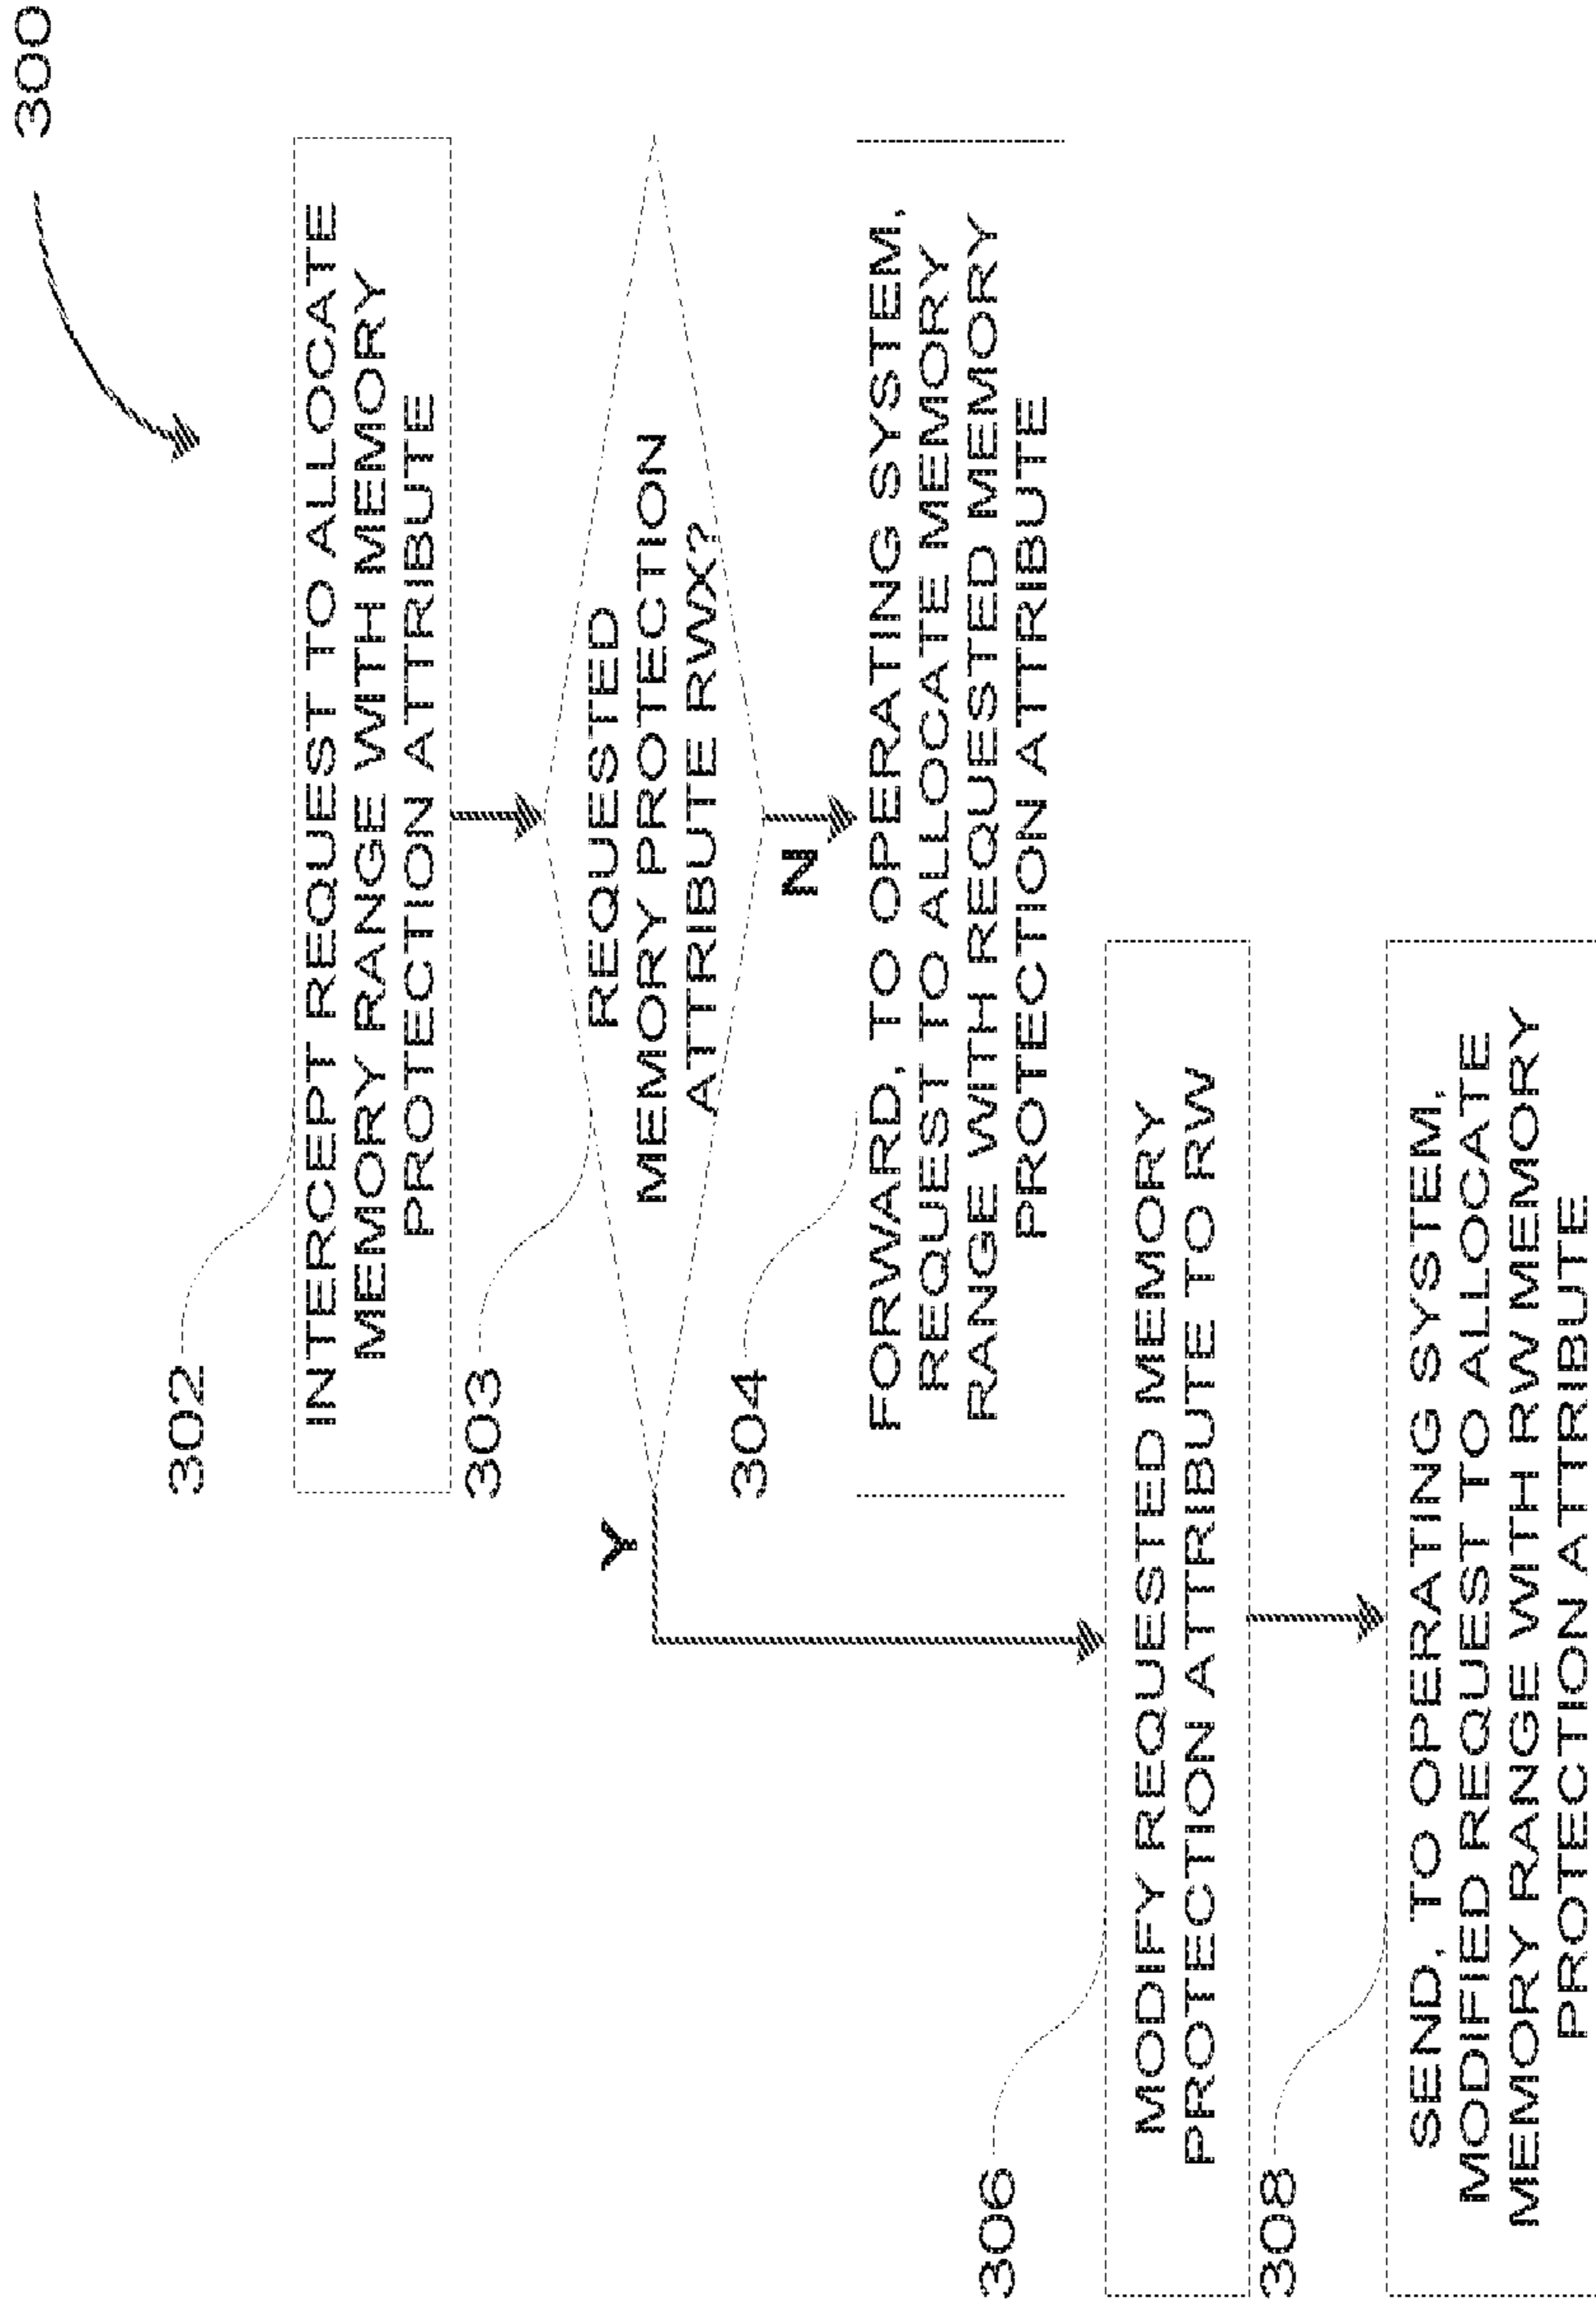 300
302
INTERCEPT REQUEST TO ALLOCATE
MEMORY RANGE WITH MEMORY
PROTECTION ATTRIBUTE
303
REQUESTED
MEMORY PROTECTION
ATTRIBUTE RWX?
Y
N
304
FORWARD, TO OPERATING SYSTEM,
REQUEST TO ALLOCATE MEMORY
RANGE WITH REQUESTED MEMORY
PROTECTION ATTRIBUTE
306
MODIFY REQUESTED MEMORY
PROTECTION ATTRIBUTE TO RW
308
SEND, TO OPERATING SYSTEM,
MODIFIED REQUEST TO ALLOCATE
MEMORY RANGE WITH RW MEMORY
PROTECTION ATTRIBUTE